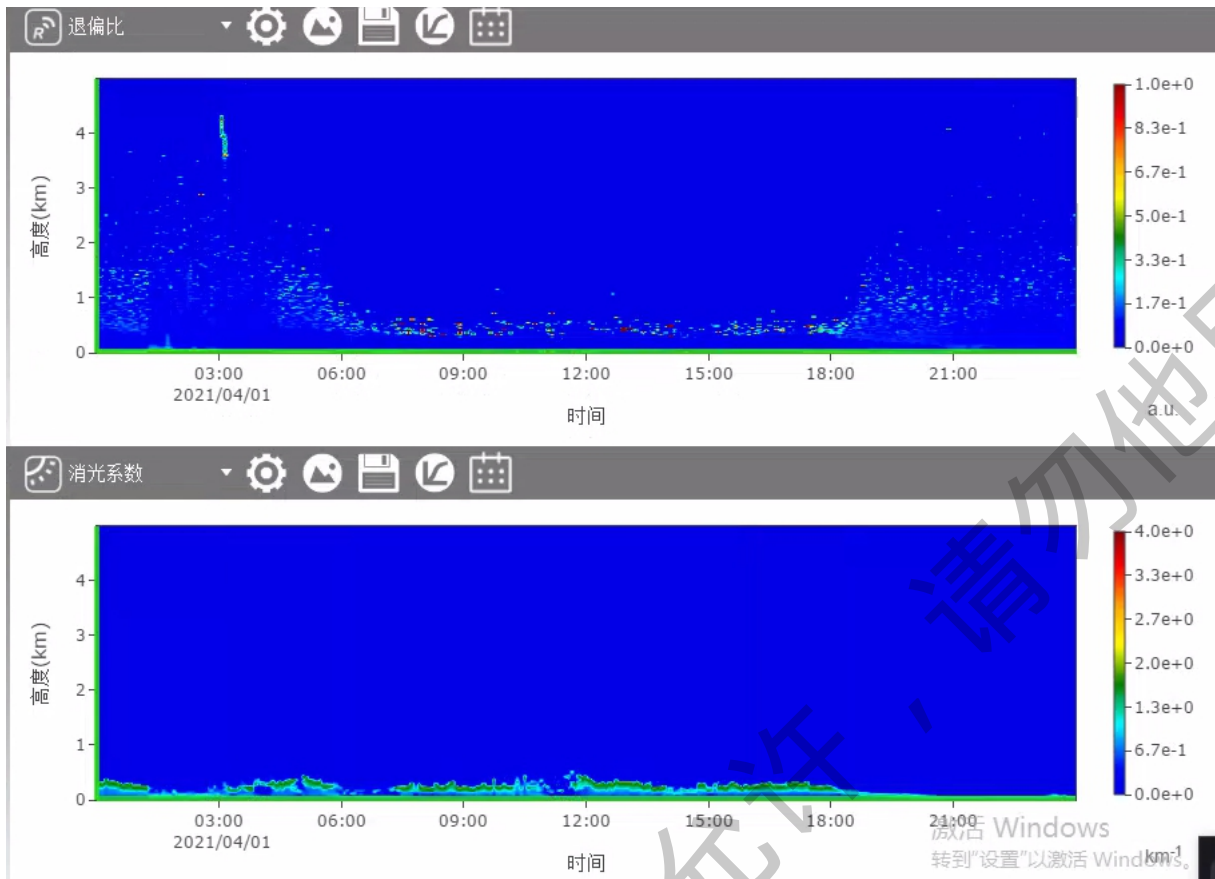 退偏比
1.0e+0
8.3e-1
6.7e-1
5.0e-1
3.3e-1
1.7e-1
0.0e+0
a.u.
高度(km)
4
3
2
1
0
03:00 06:00 09:00 12:00 15:00 18:00 21:00
2021/04/01
时间
消光系数
4.0e+0
3.3e+0
2.7e+0
2.0e+0
1.3e+0
6.7e-1
0.0e+0
km-1
高度(km)
4
3
2
1
0
03:00 06:00 09:00 12:00 15:00 18:00 21:00
2021/04/01
时间
激活 Windows
转到"设置"以激活 Windows。
允许，请勿他用